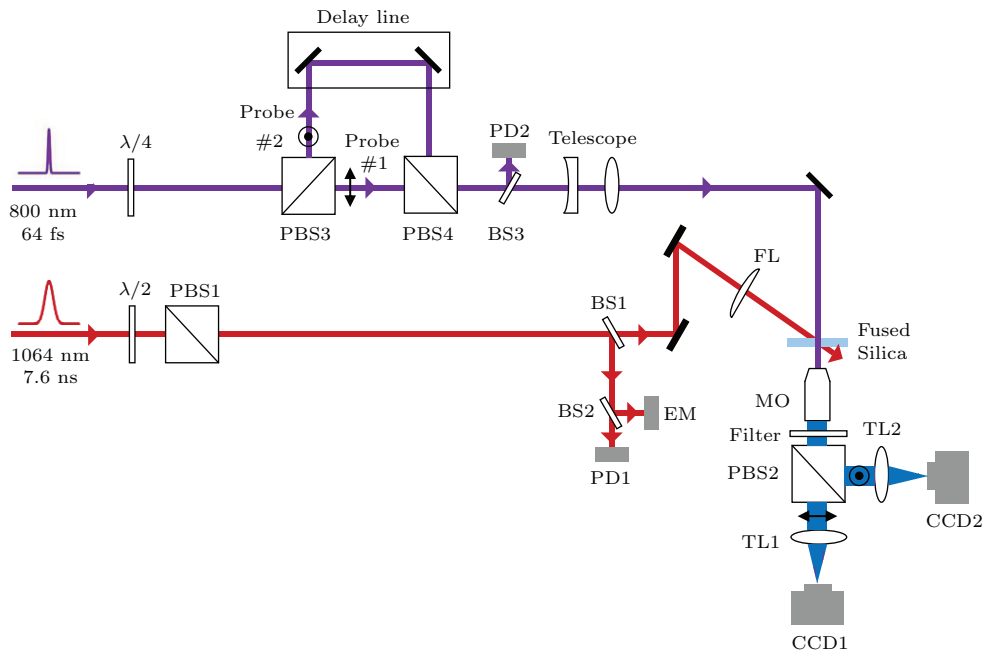 Delay line
Probe
#2
λ/4
Probe
#1
PD2
Telescope
800 nm
64 fs
PBS3
PBS4
BS3
FL
λ/2
PBS1
BS1
Fused
Silica
1064 nm
7.6 ns
MO
BS2
EM
Filter
TL2
PBS2
PD1
CCD2
TL1
CCD1